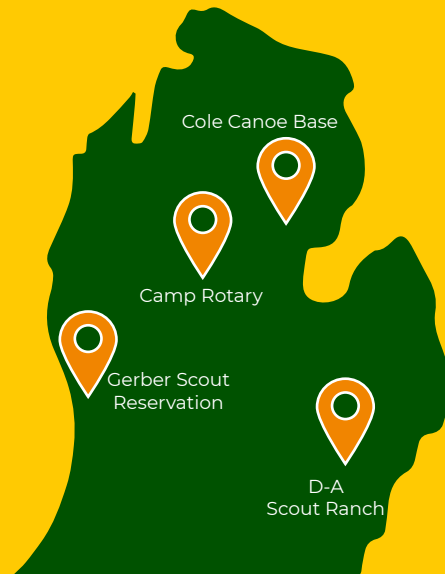 Cole Canoe Base
Camp Rotary
Gerber Scout
Reservation
D-A
Scout Ranch